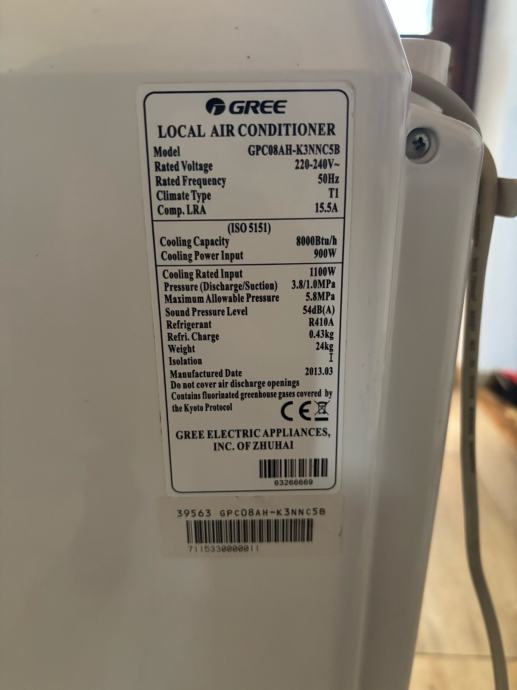 GREE
LOCAL AIR CONDITIONER
Model GPC08AH-K3NNC5B
Rated Voltage 220-240V~
Rated Frequency 50Hz
Climate Type T1
Comp. LRA 15.5A
(ISO 5151)
Cooling Capacity 8000Btu/h
Cooling Power Input 900W
Cooling Rated Input 1100W
Pressure (Discharge/Suction) 3.8/1.0MPa
Maximum Allowable Pressure 5.8MPa
Sound Pressure Level 54dB(A)
Refrigerant R410A
Refri. Charge 0.43kg
Weight 24kg
Isolation I
Manufactured Date 2013.03
Do not cover air discharge openings
Contains fluorinated greenhouse gases covered by
the Kyoto Protocol
CE
GREE ELECTRIC APPLIANCES,
INC. OF ZHUHAI
63266669
39563 GPC08AH-K3NNC5B
7115330000011